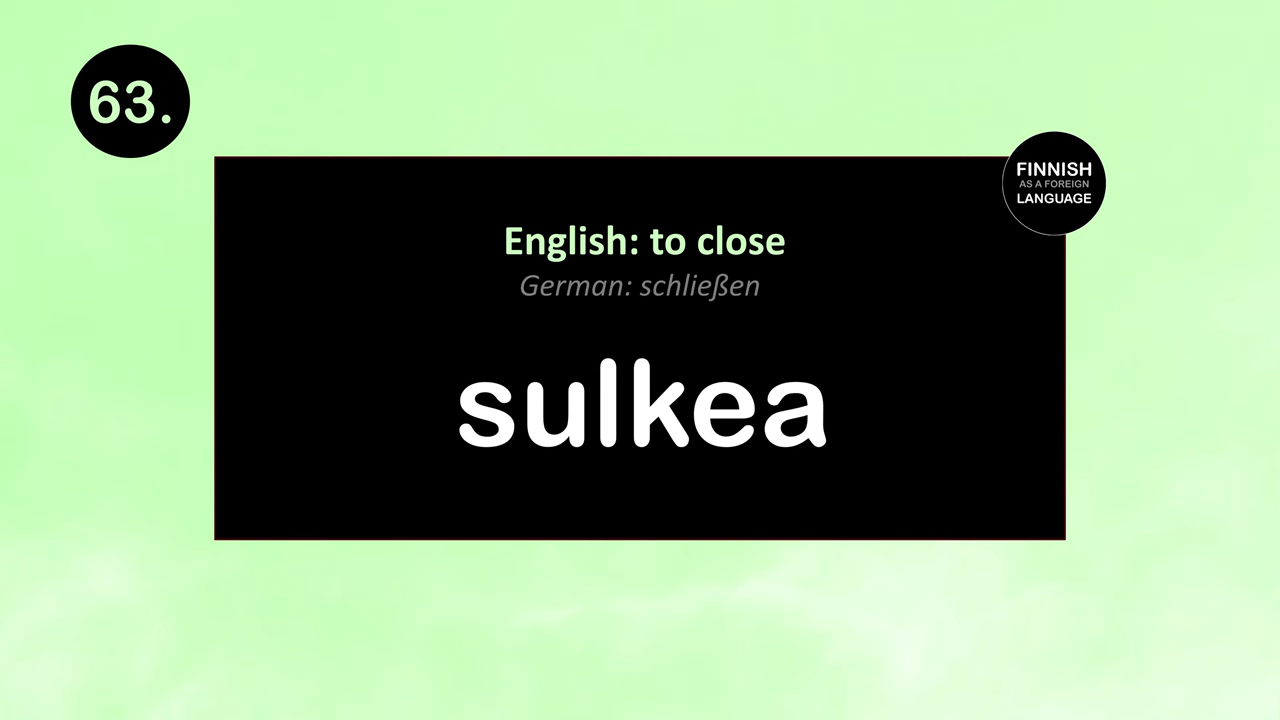 63.
FINNISH
AS A FOREIGN
LANGUAGE
English: to close
German: schließen
sulkea